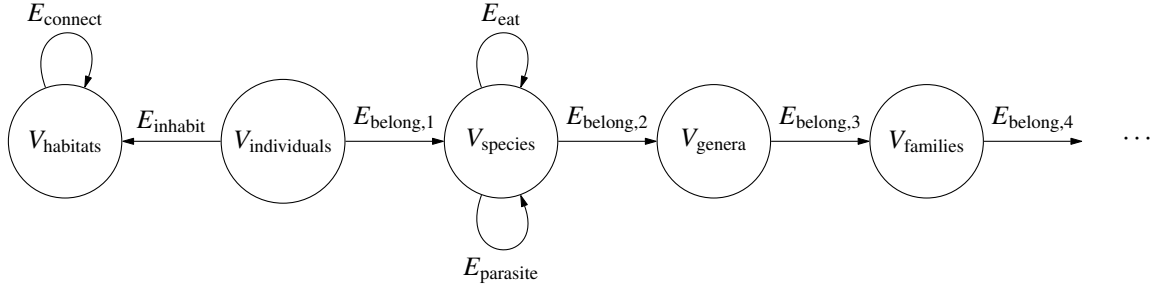 E_connect E_eat
V_habitats E_inhabit V_individuals E_belong,1 V_species E_belong,2 V_genera E_belong,3 V_families E_belong,4 ...
E_parasite